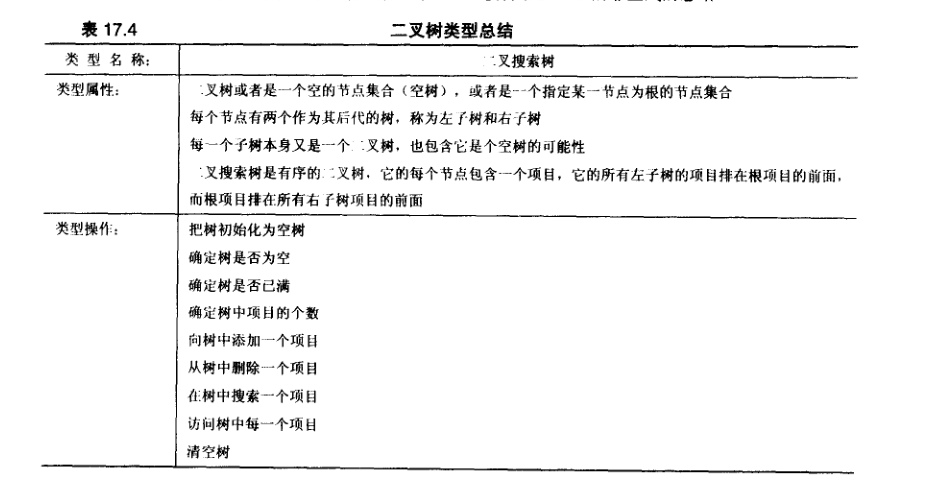 表 17.4 二叉树类型总结
类 型 名 称: 二叉搜索树
类型属性: 二叉树或者是一个空的节点集合（空树），或者是一个指定某一节点为根的节点集合
每个节点有两个作为其后代的树，称为左子树和右子树
每一个子树本身又是一个二叉树，也包含它是个空树的可能性
二叉搜索树是有序的二叉树，它的每个节点包含一个项目，它的所有左子树的项目排在根项目的前面，
而根项目排在所有右子树项目的前面
类型操作: 把树初始化为空树
确定树是否为空
确定树是否已满
确定树中项目的个数
向树中添加一个项目
从树中删除一个项目
在树中搜索一个项目
访问树中每一个项目
清空树